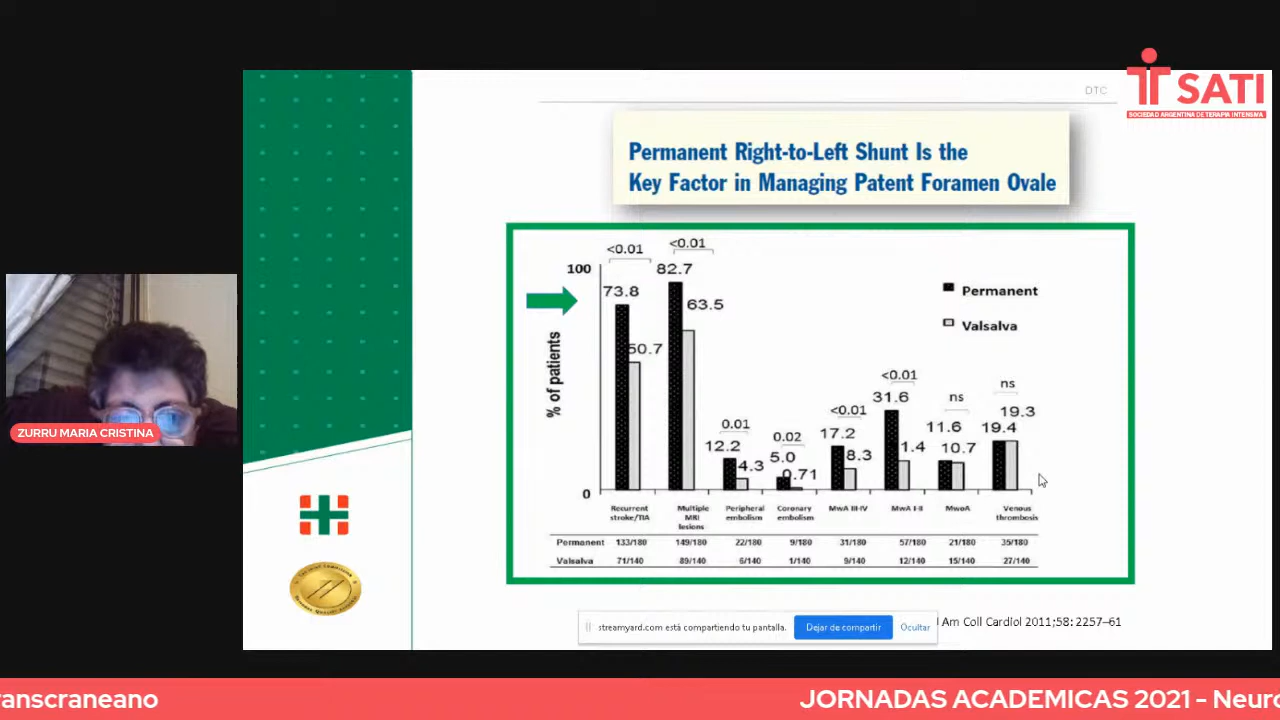 DTC
SATI
SOCIEDAD ARGENTINA DE TERAPIA INTENSIVA
Permanent Right-to-Left Shunt Is the
Key Factor in Managing Patent Foramen Ovale
<0.01
<0.01
100
82.7
73.8
63.5
50.7
Permanent
Valsalva
% of patients
<0.01
ns
ns
31.6
19.3
<0.01
0.01
0.02
17.2
11.6
19.4
12.2
5.0
4.3
0.71
8.3
1.4
10.7
0
Recurrent stroke/TIA
Multiple MRI lesions
Peripheral embolism
Coronary embolism
MwA III-IV
MwA I-II
MwoA
Venous thrombosis
Permanent 133/180 149/180 22/180 9/180 31/180 57/180 21/180 35/180
Valsalva 71/140 89/140 6/140 1/140 9/140 12/140 15/140 27/140
ZURRU MARIA CRISTINA
streamyard.com está compartiendo tu pantalla.
Dejar de compartir
Ocultar
Am Coll Cardiol 2011;58: 2257–61
anscraneano
JORNADAS ACADEMICAS 2021 - Neuro